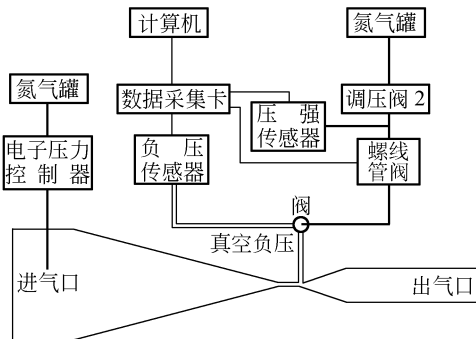 计算机
氮气罐
氮气罐
数据采集卡
调压阀 2
压 强
传感器
电子压力
控 制 器
负 压
传感器
螺线
管阀
阀
真空负压
进气口
出气口